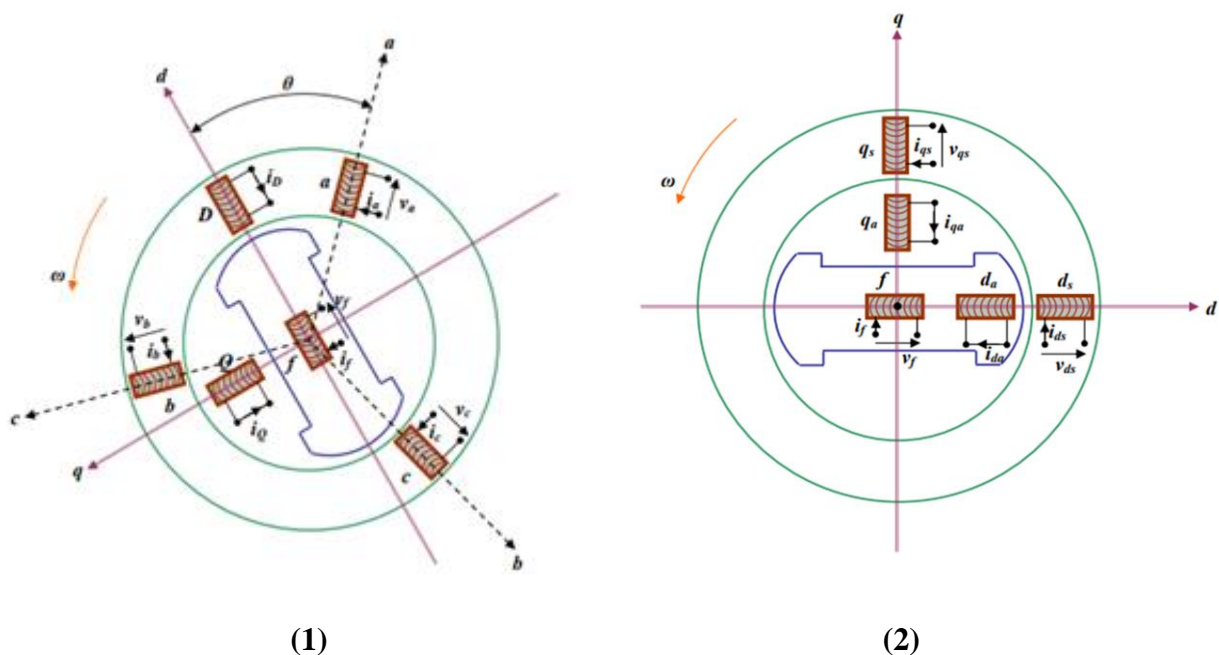 a
d
θ
i_D
D
a
i_a
v_a
ω
v_b
i_b
Q
v_f
i_f
f
c
b
i_Q
v_c
i_c
c
q
b
(1)
q
q_s
i_qs
v_qs
ω
q_a
i_qa
f
d_a
d_s
d
i_f
v_f
i_da
i_ds
v_ds
(2)